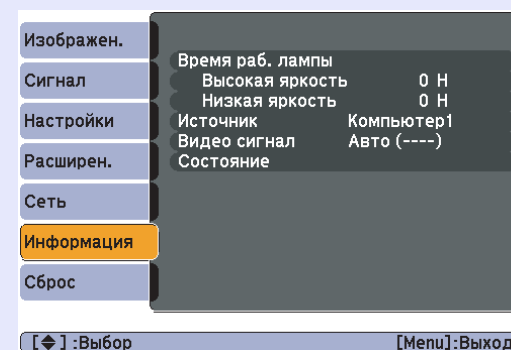 Изображен.
Сигнал
Настройки
Расширен.
Сеть
Информация
Сброс
Время раб. лампы
Высокая яркость 0 H
Низкая яркость 0 H
Источник Компьютер1
Видео сигнал Авто (----)
Состояние
[◆] :Выбор [Menu]:Выход